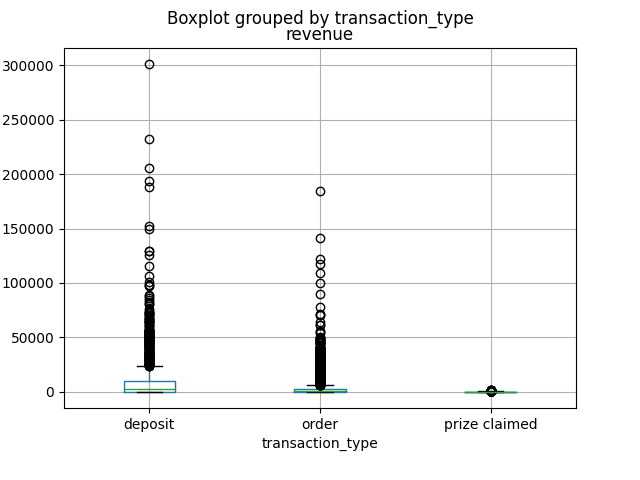 Boxplot grouped by transaction_type
revenue
300000
250000
200000
150000
100000
50000
0
deposit order prize claimed
transaction_type